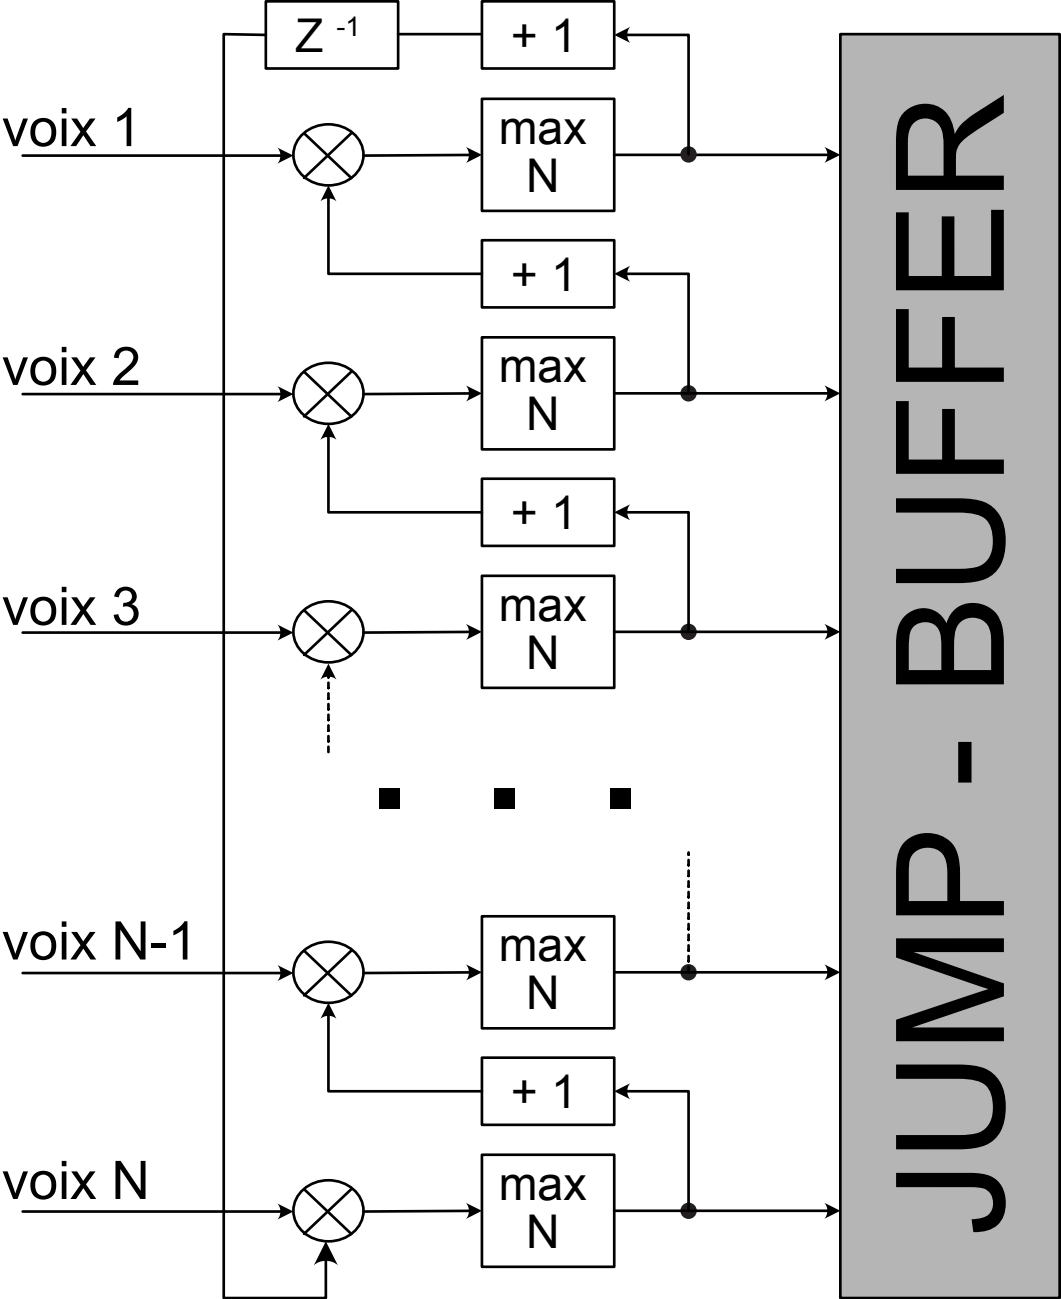 Z -1
+ 1
voix 1
max
N
+ 1
voix 2
max
N
+ 1
voix 3
max
N
voix N-1
max
N
+ 1
voix N
max
N
JUMP - BUFFER